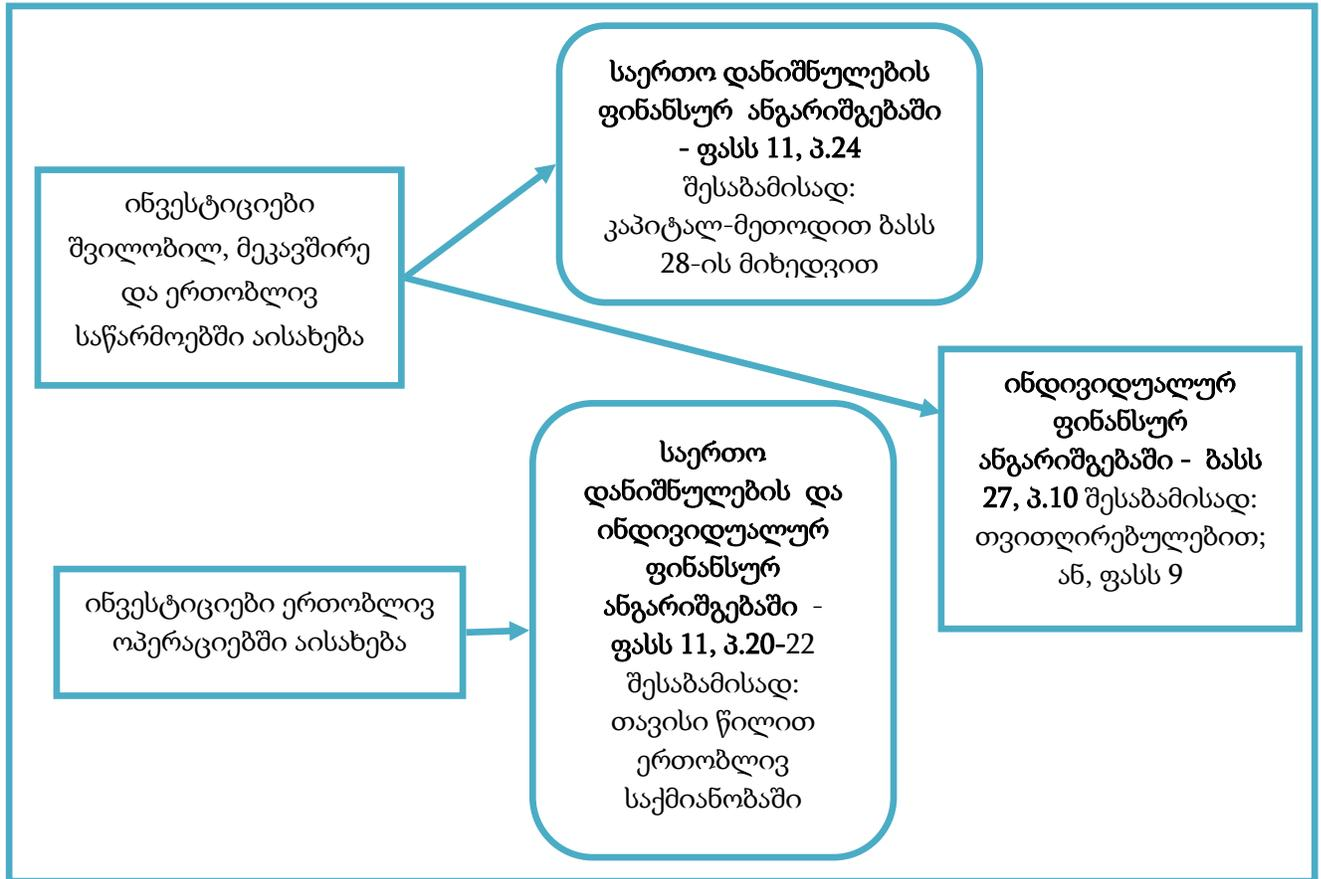 საერთო დანიშნულების
ფინანსურ ანგარიშგებაში
- ფასს 11, პ.24
შესაბამისად:
კაპიტალ-მეთოდით ბასს
28-ის მიხედვით
ინვესტიციები
შვილობილ, მეკავშირე
და ერთობლივ
საწარმოებში აისახება
ინდივიდუალურ
ფინანსურ
ანგარიშგებაში - ბასს
27, პ.10 შესაბამისად:
თვითღირებულებით;
ან, ფასს 9
საერთო
დანიშნულების და
ინდივიდუალურ
ფინანსურ
ანგარიშგებაში -
ფასს 11, პ.20-22
შესაბამისად:
თავისი წილით
ერთობლივ
საქმიანობაში
ინვესტიციები ერთობლივ
ოპერაციებში აისახება